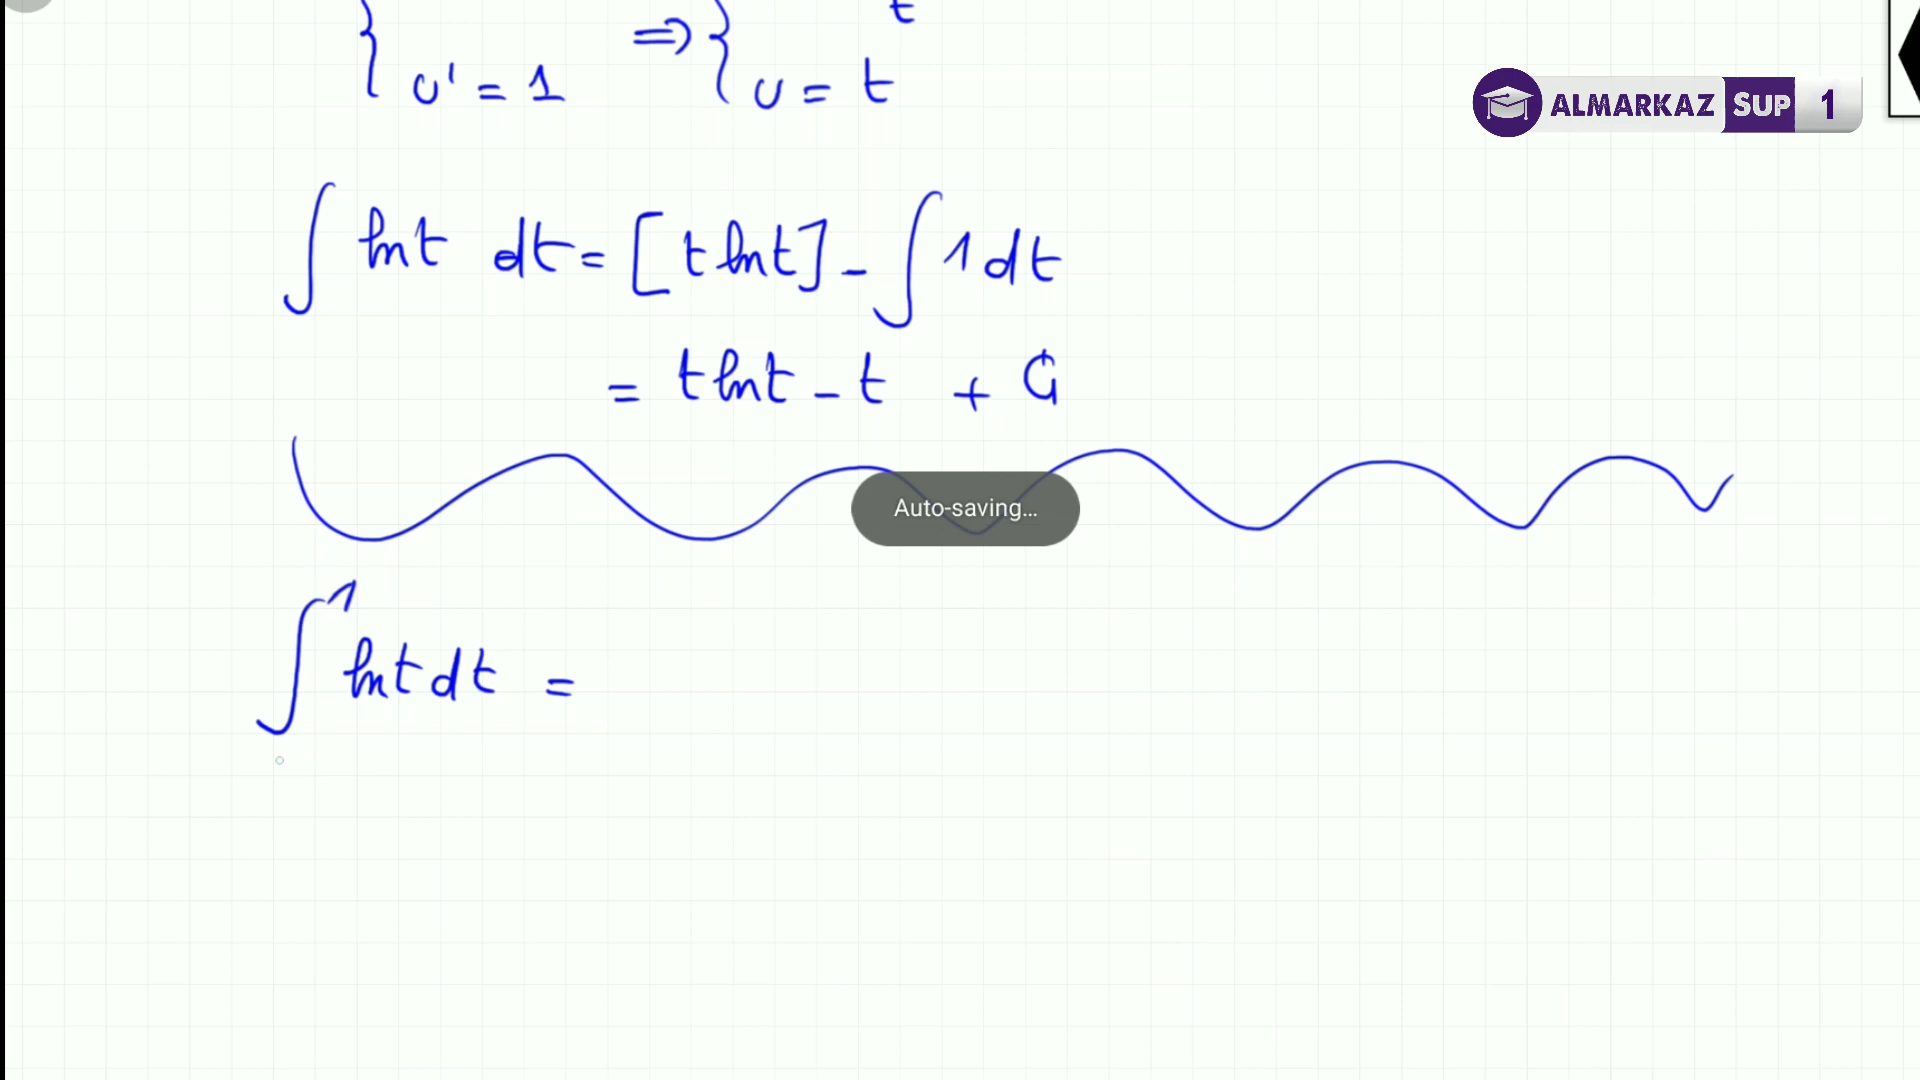 t
{ v' = 1 ⇒ { v = t
ALMARKAZ SUP 1
∫ ln t dt = [t ln t] - ∫ 1 dt
= t ln t - t + C
Auto-saving...
∫^1 ln t dt =